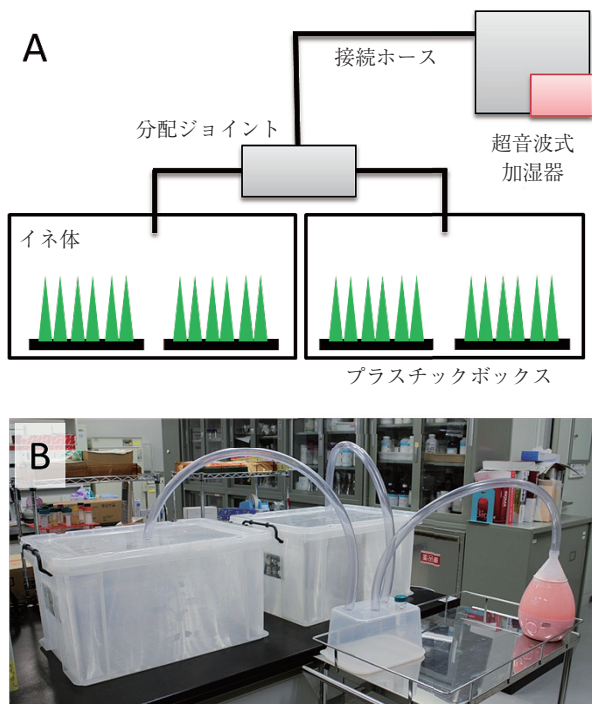 A
接続ホース
分配ジョイント
超音波式
加湿器
イネ体
プラスチックボックス
B